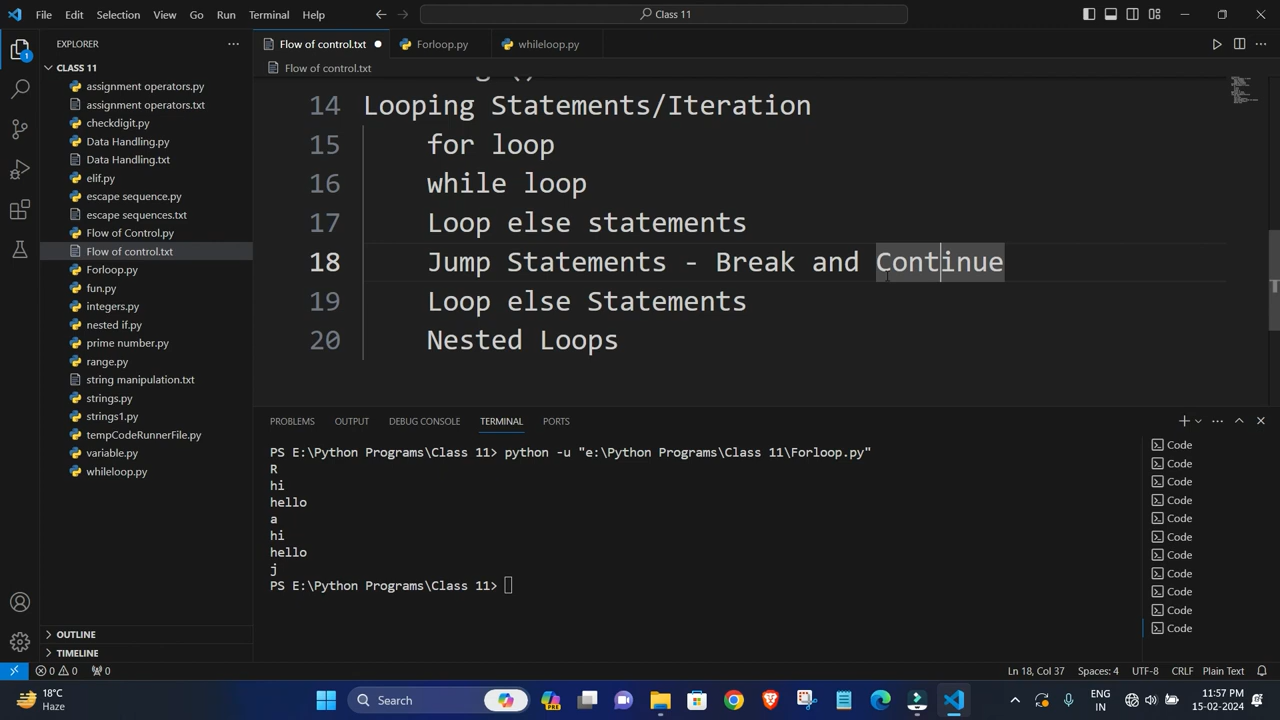 File Edit Selection View Go Run Terminal Help
Class 11
EXPLORER
Flow of control.txt
Forloop.py
whileloop.py
1
CLASS 11
assignment operators.py
assignment operators.txt
checkdigit.py
Data Handling.py
Data Handling.txt
elif.py
escape sequence.py
escape sequences.txt
Flow of Control.py
Flow of control.txt
Forloop.py
fun.py
integers.py
nested if.py
prime number.py
range.py
string manipulation.txt
strings.py
strings1.py
tempCodeRunnerFile.py
variable.py
whileloop.py
OUTLINE
TIMELINE
Flow of control.txt
14 Looping Statements/Iteration
15 for loop
16 while loop
17 Loop else statements
18 Jump Statements - Break and Continue
19 Loop else Statements
20 Nested Loops
PROBLEMS OUTPUT DEBUG CONSOLE TERMINAL PORTS
PS E:\Python Programs\Class 11> python -u "e:\Python Programs\Class 11\Forloop.py"
R
hi
hello
a
hi
hello
j
PS E:\Python Programs\Class 11>
Code
Code
Code
Code
Code
Code
Code
Code
Code
Code
Code
0 0 0
Ln 18, Col 37 Spaces: 4 UTF-8 CRLF Plain Text
18°C
Haze
Search
PRE
ENG
IN
11:57 PM
15-02-2024